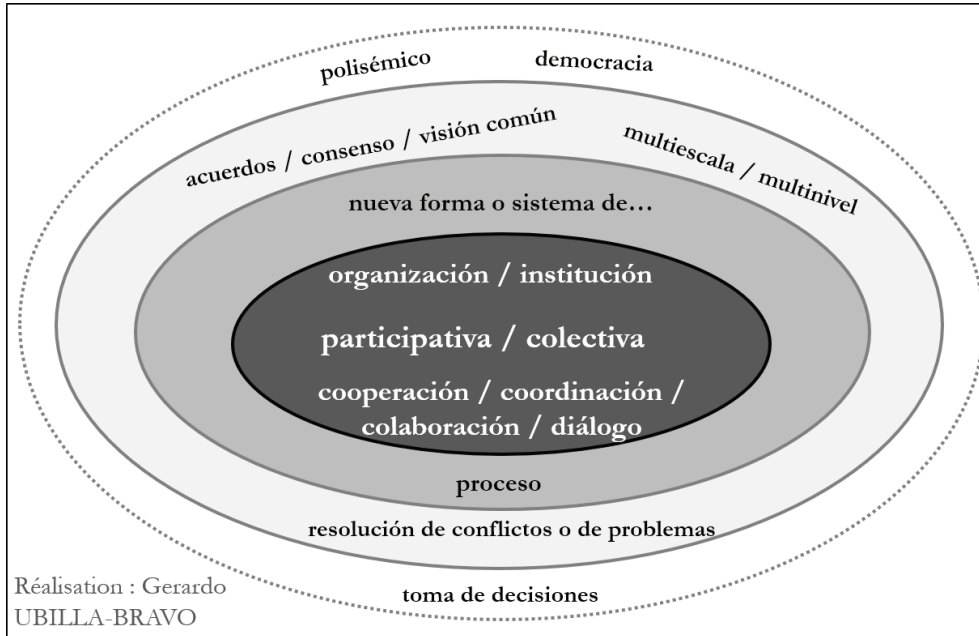 polisémico
democracia
acuerdos / consenso / visión común
multiescala / multinivel
nueva forma o sistema de…
organización / institución
participativa / colectiva
cooperación / coordinación /
colaboración / diálogo
proceso
resolución de conflictos o de problemas
toma de decisiones
Réalisation : Gerardo
UBILLA-BRAVO